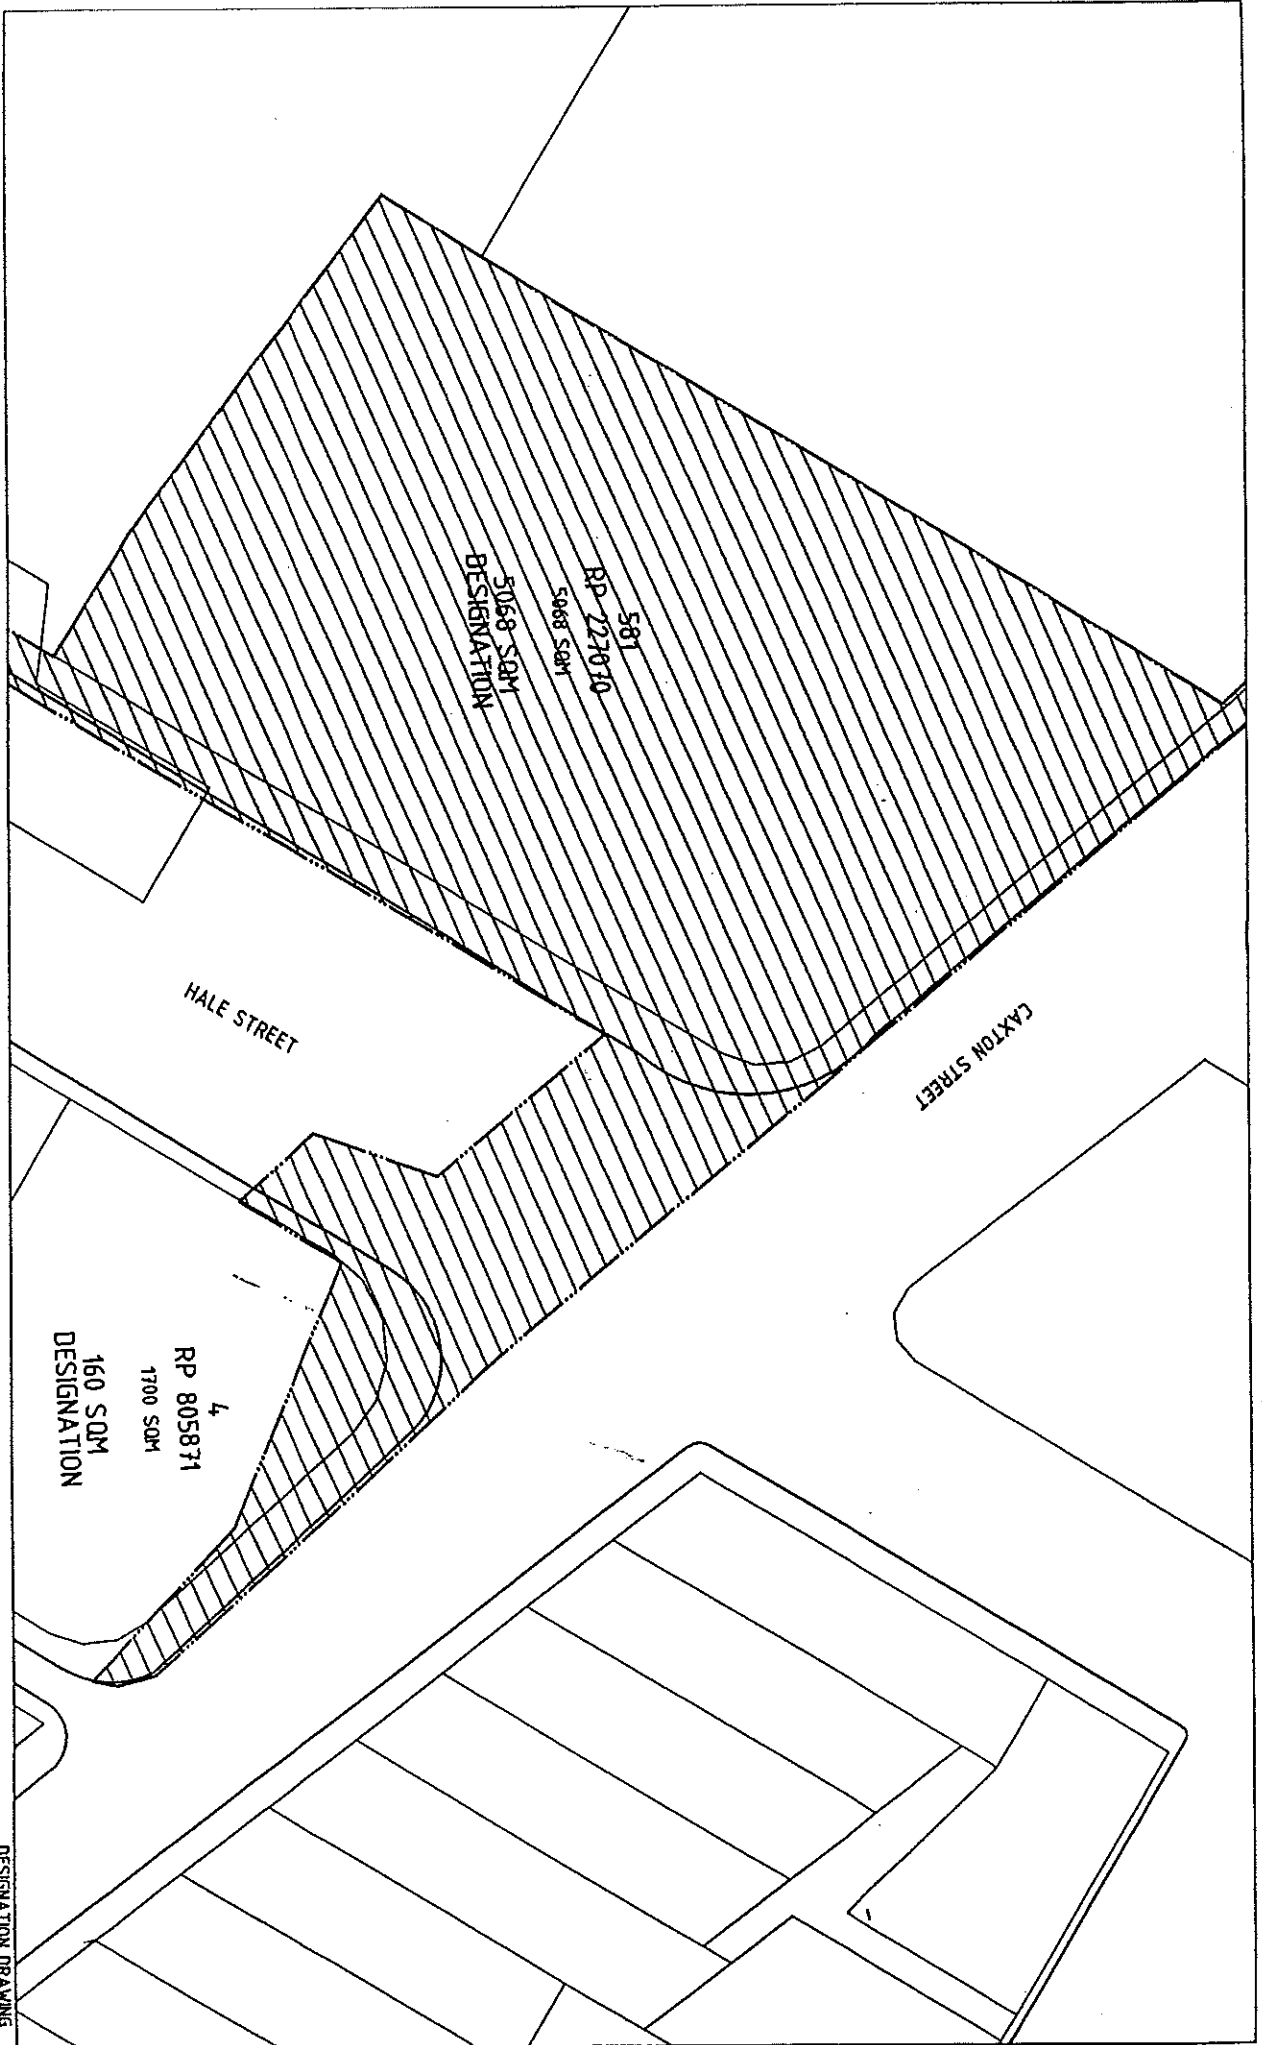 581
RP 227070
5068 SQM
5068 SQM
DESIGNATION
CAXTON STREET
HALE STREET
4
RP 805871
1700 SQM
160 SQM
DESIGNATION
DESIGNATION DRAWING